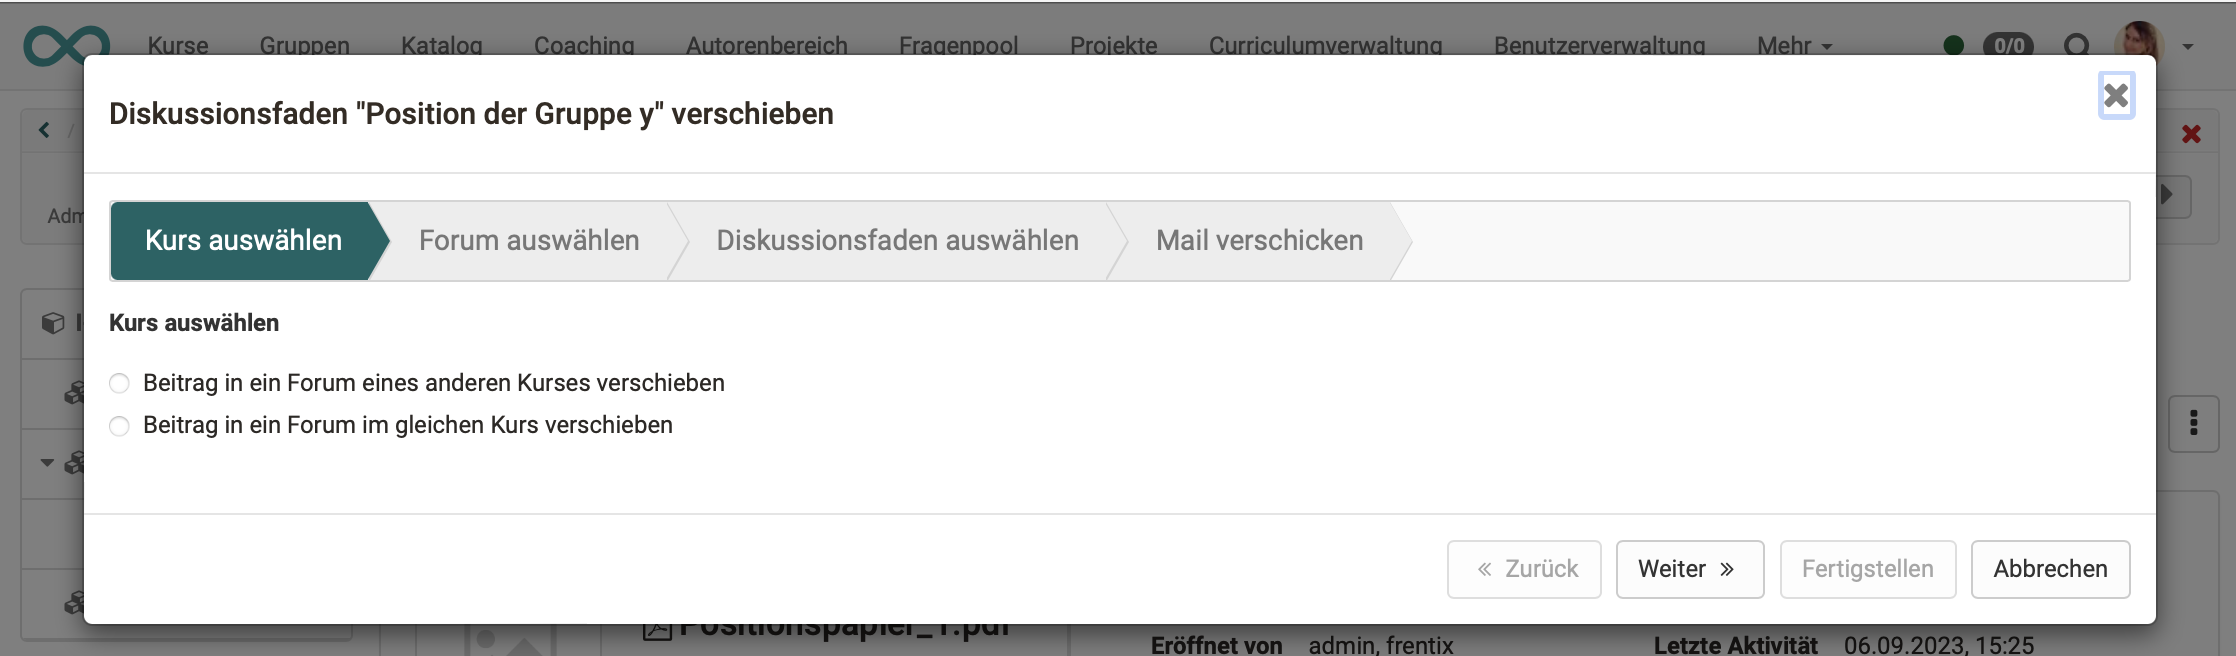 Kurse Gruppen Katalog Coaching Autorenbereich Fragenpool Projekte Curriculumverwaltung Benutzerverwaltung Mehr 0/0
Diskussionsfaden "Position der Gruppe y" verschieben
/
Adm
Kurs auswählen Forum auswählen Diskussionsfaden auswählen Mail verschicken
Kurs auswählen
Beitrag in ein Forum eines anderen Kurses verschieben
Beitrag in ein Forum im gleichen Kurs verschieben
« Zurück Weiter » Fertigstellen Abbrechen
Positionspapier_1.pdf
Eröffnet von admin, frentix Letzte Aktivität 06.09.2023, 15:25